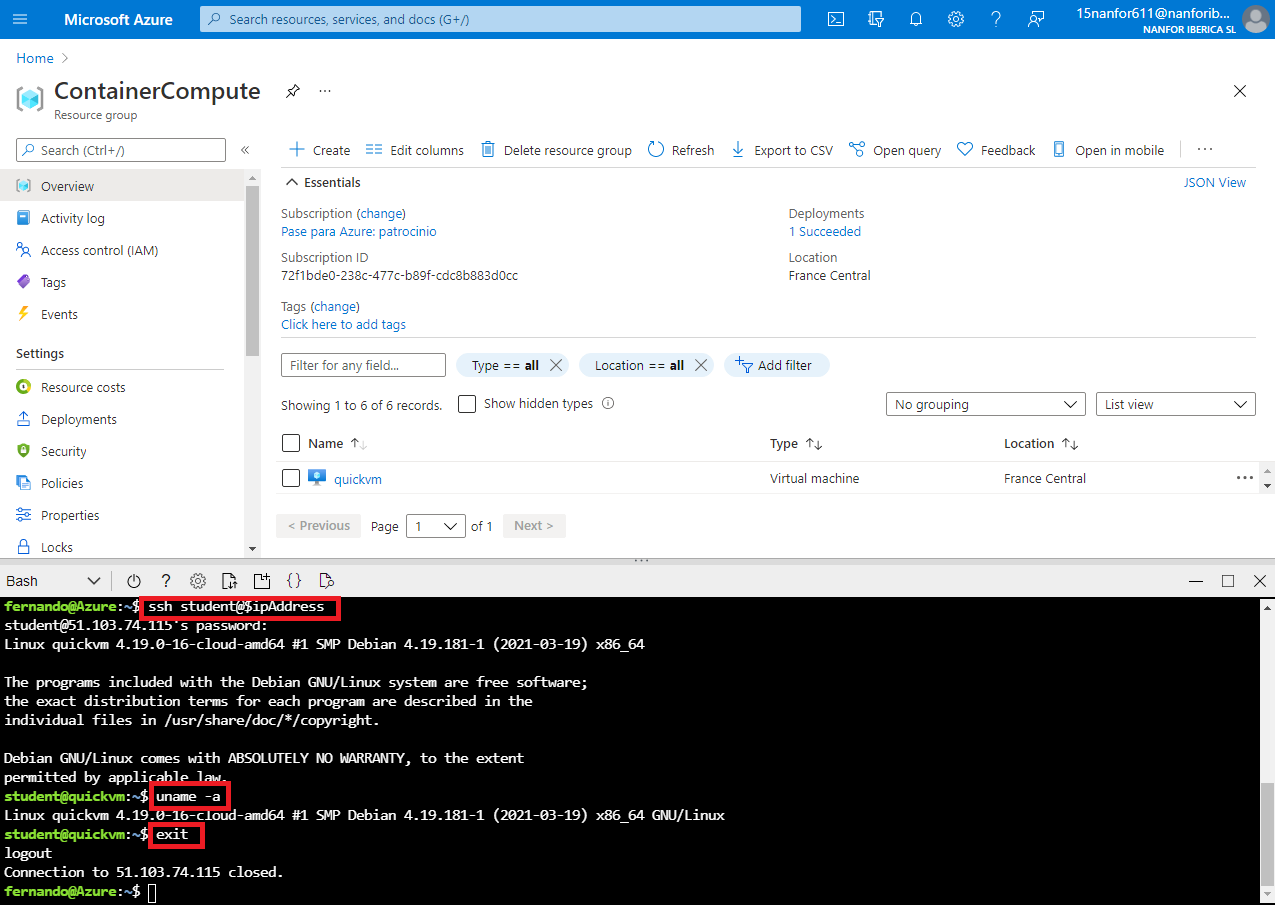 Microsoft Azure
Search resources, services, and docs (G+/)
15nanfor611@nanforib...
NANFOR IBERICA SL
Home
ContainerCompute
...
Resource group
Search (Ctrl+/)
«
Create
Edit columns
Delete resource group
Refresh
Export to CSV
Open query
Feedback
Open in mobile
...
Overview
Activity log
Access control (IAM)
Tags
Events
Settings
Resource costs
Deployments
Security
Policies
Properties
Locks
Essentials
JSON View
Subscription (change)
Pase para Azure: patrocinio
Subscription ID
72f1bde0-238c-477c-b89f-cdc8b883d0cc
Tags (change)
Click here to add tags
Deployments
1 Succeeded
Location
France Central
Filter for any field...
Type == all
Location == all
Add filter
Showing 1 to 6 of 6 records.
Show hidden types
No grouping
List view
Name
Type
Location
quickvm
Virtual machine
France Central
...
< Previous
Page
1
of 1
Next >
Bash
?
{}
fernando@Azure:~$ ssh student@$ipAddress
student@51.103.74.115's password:
Linux quickvm 4.19.0-16-cloud-amd64 #1 SMP Debian 4.19.181-1 (2021-03-19) x86_64
The programs included with the Debian GNU/Linux system are free software;
the exact distribution terms for each program are described in the
individual files in /usr/share/doc/*/copyright.
Debian GNU/Linux comes with ABSOLUTELY NO WARRANTY, to the extent
permitted by applicable law.
student@quickvm:~$ uname -a
Linux quickvm 4.19.0-16-cloud-amd64 #1 SMP Debian 4.19.181-1 (2021-03-19) x86_64 GNU/Linux
student@quickvm:~$ exit
logout
Connection to 51.103.74.115 closed.
fernando@Azure:~$